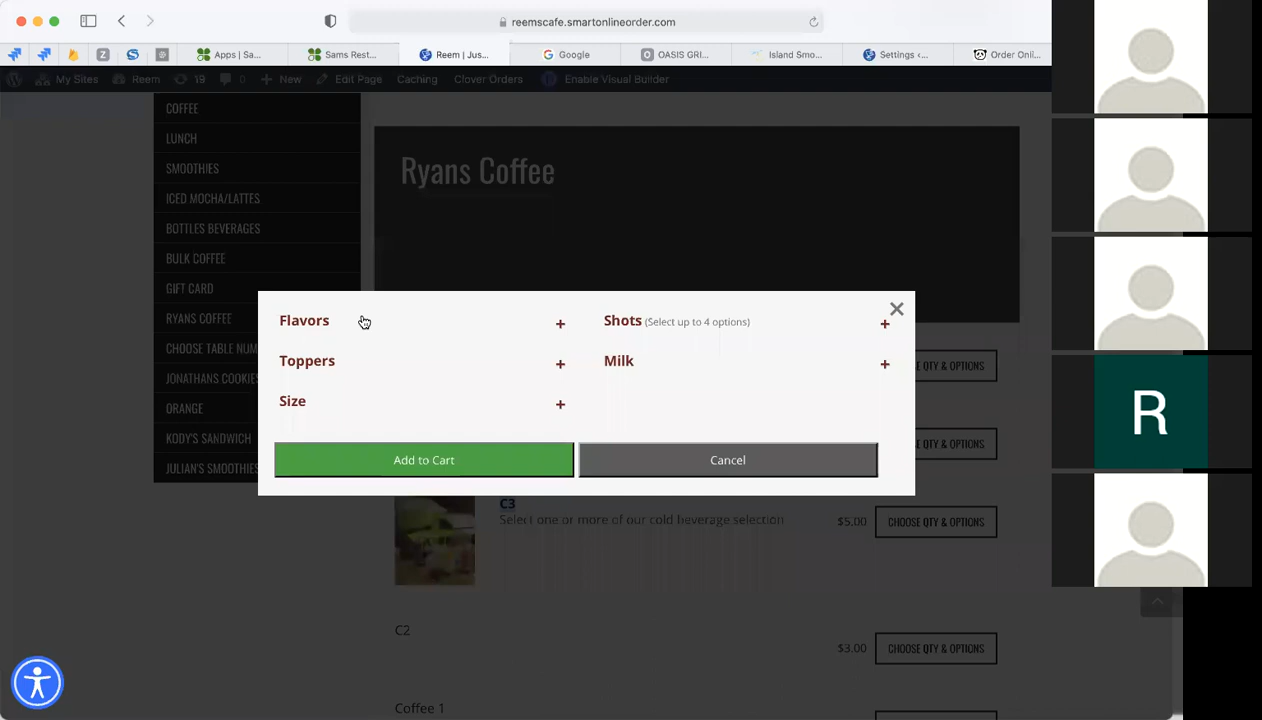 reemscafe.smartonlineorder.com
Apps | Sa...
Sams Rest...
Reem | Jus...
Google
OASIS GRI...
Island Smo...
Settings ‹...
Order Onli...
My Sites
Reem
19
0
New
Edit Page
Caching
Clover Orders
Enable Visual Builder
COFFEE
LUNCH
SMOOTHIES
ICED MOCHA/LATTES
BOTTLES BEVERAGES
BULK COFFEE
GIFT CARD
RYANS COFFEE
CHOOSE TABLE NUM
JONATHANS COOKIES
ORANGE
KODY'S SANDWICH
JULIAN'S SMOOTHIES
Ryans Coffee
Flavors +
Shots (Select up to 4 options) +
Toppers +
Milk +
Size +
Add to Cart
Cancel
QTY & OPTIONS
QTY & OPTIONS
C3
Select one or more of our cold beverage selection
$5.00
CHOOSE QTY & OPTIONS
C2
$3.00
CHOOSE QTY & OPTIONS
Coffee 1
R